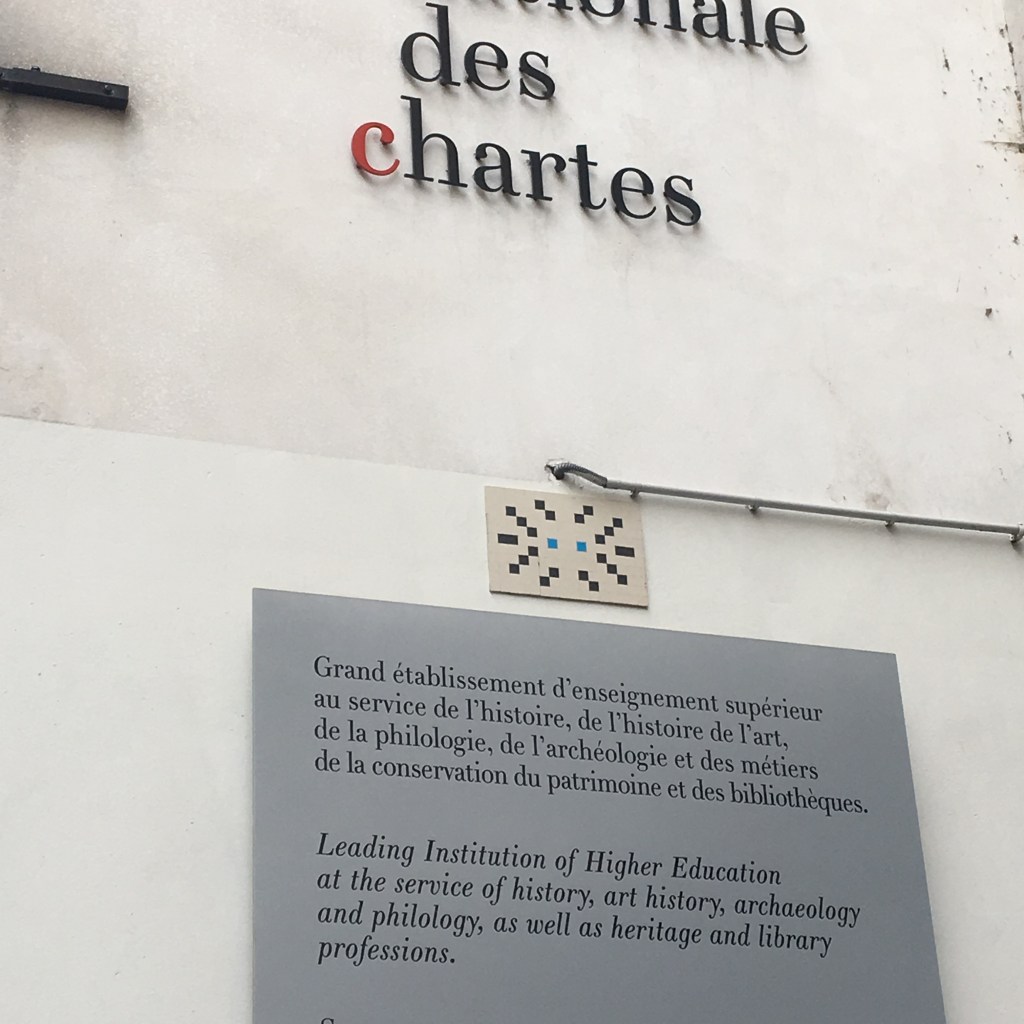 des
chartes
Grand établissement d'enseignement supérieur
au service de l'histoire, de l'histoire de l'art,
de la philologie, de l'archéologie et des métiers
de la conservation du patrimoine et des bibliothèques.
Leading Institution of Higher Education
at the service of history, art history, archaeology
and philology, as well as heritage and library
professions.